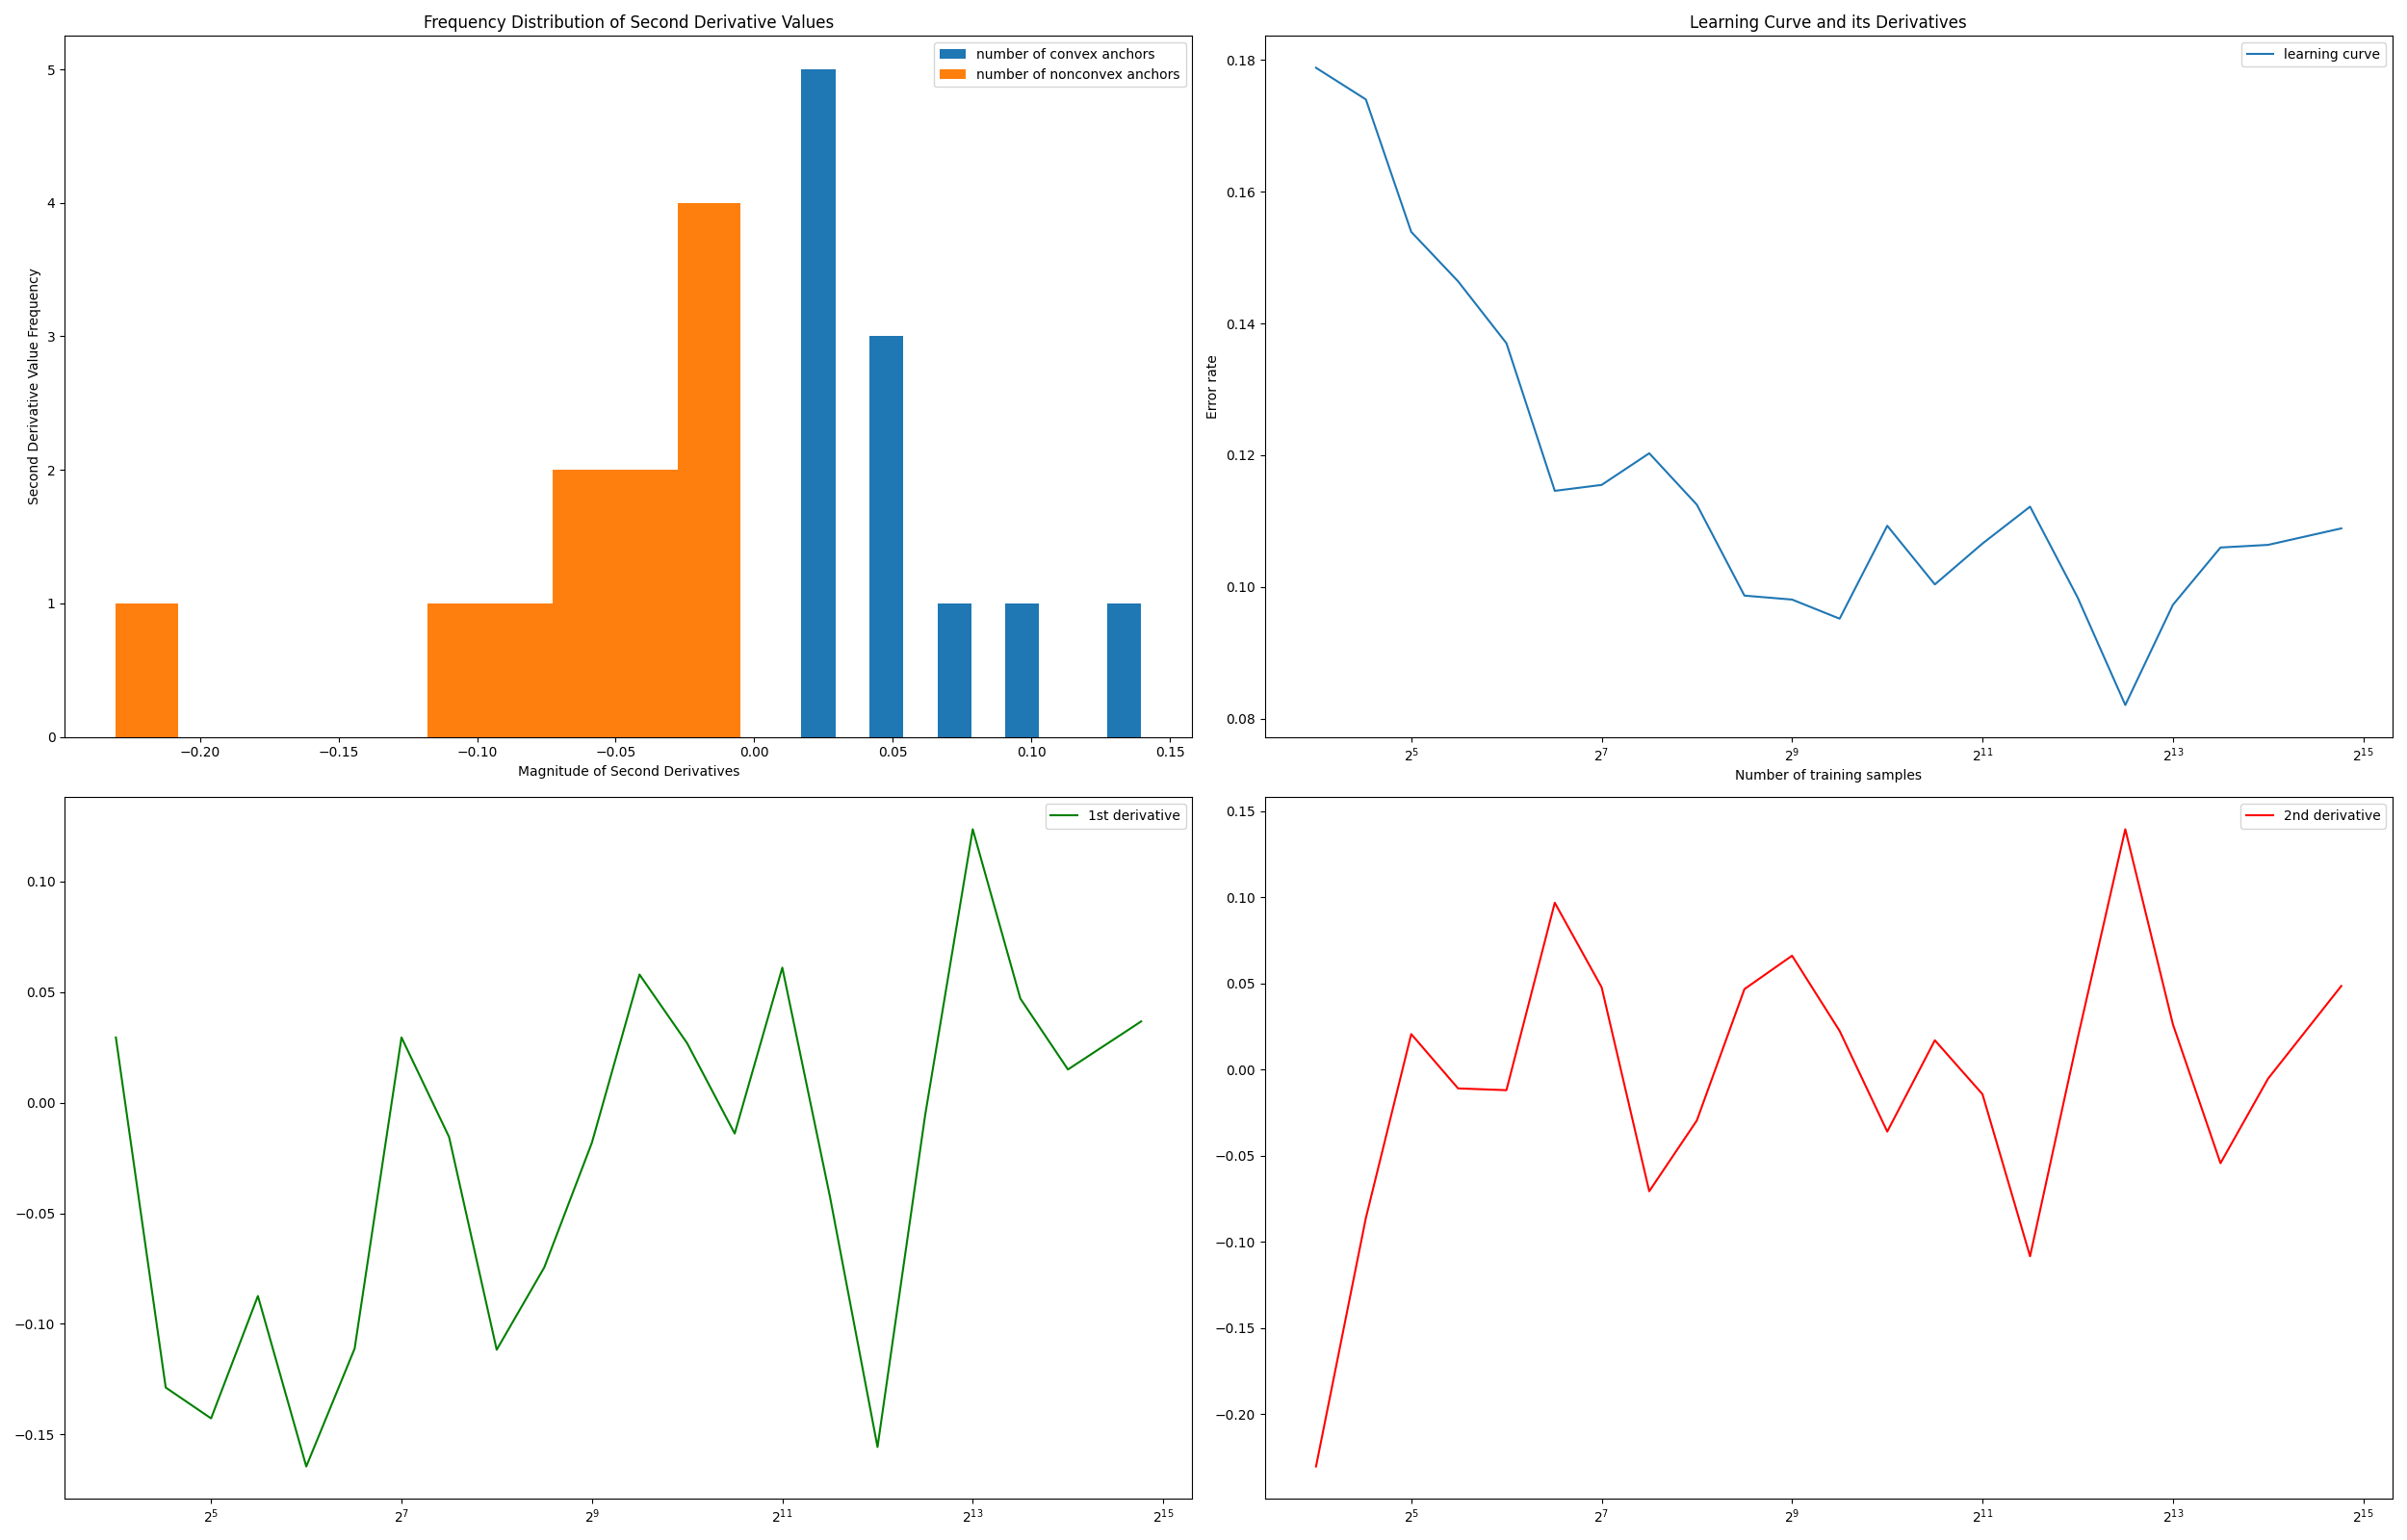 Frequency Distribution of Second Derivative Values
number of convex anchors
number of nonconvex anchors
Second Derivative Value Frequency
5
4
3
2
1
0
−0.20 −0.15 −0.10 −0.05 0.00 0.05 0.10 0.15
Magnitude of Second Derivatives
Learning Curve and its Derivatives
learning curve
Error rate
0.18
0.16
0.14
0.12
0.10
0.08
2⁵ 2⁷ 2⁹ 2¹¹ 2¹³ 2¹⁵
Number of training samples
1st derivative
0.10
0.05
0.00
−0.05
−0.10
−0.15
2⁵ 2⁷ 2⁹ 2¹¹ 2¹³ 2¹⁵
2nd derivative
0.15
0.10
0.05
0.00
−0.05
−0.10
−0.15
−0.20
2⁵ 2⁷ 2⁹ 2¹¹ 2¹³ 2¹⁵